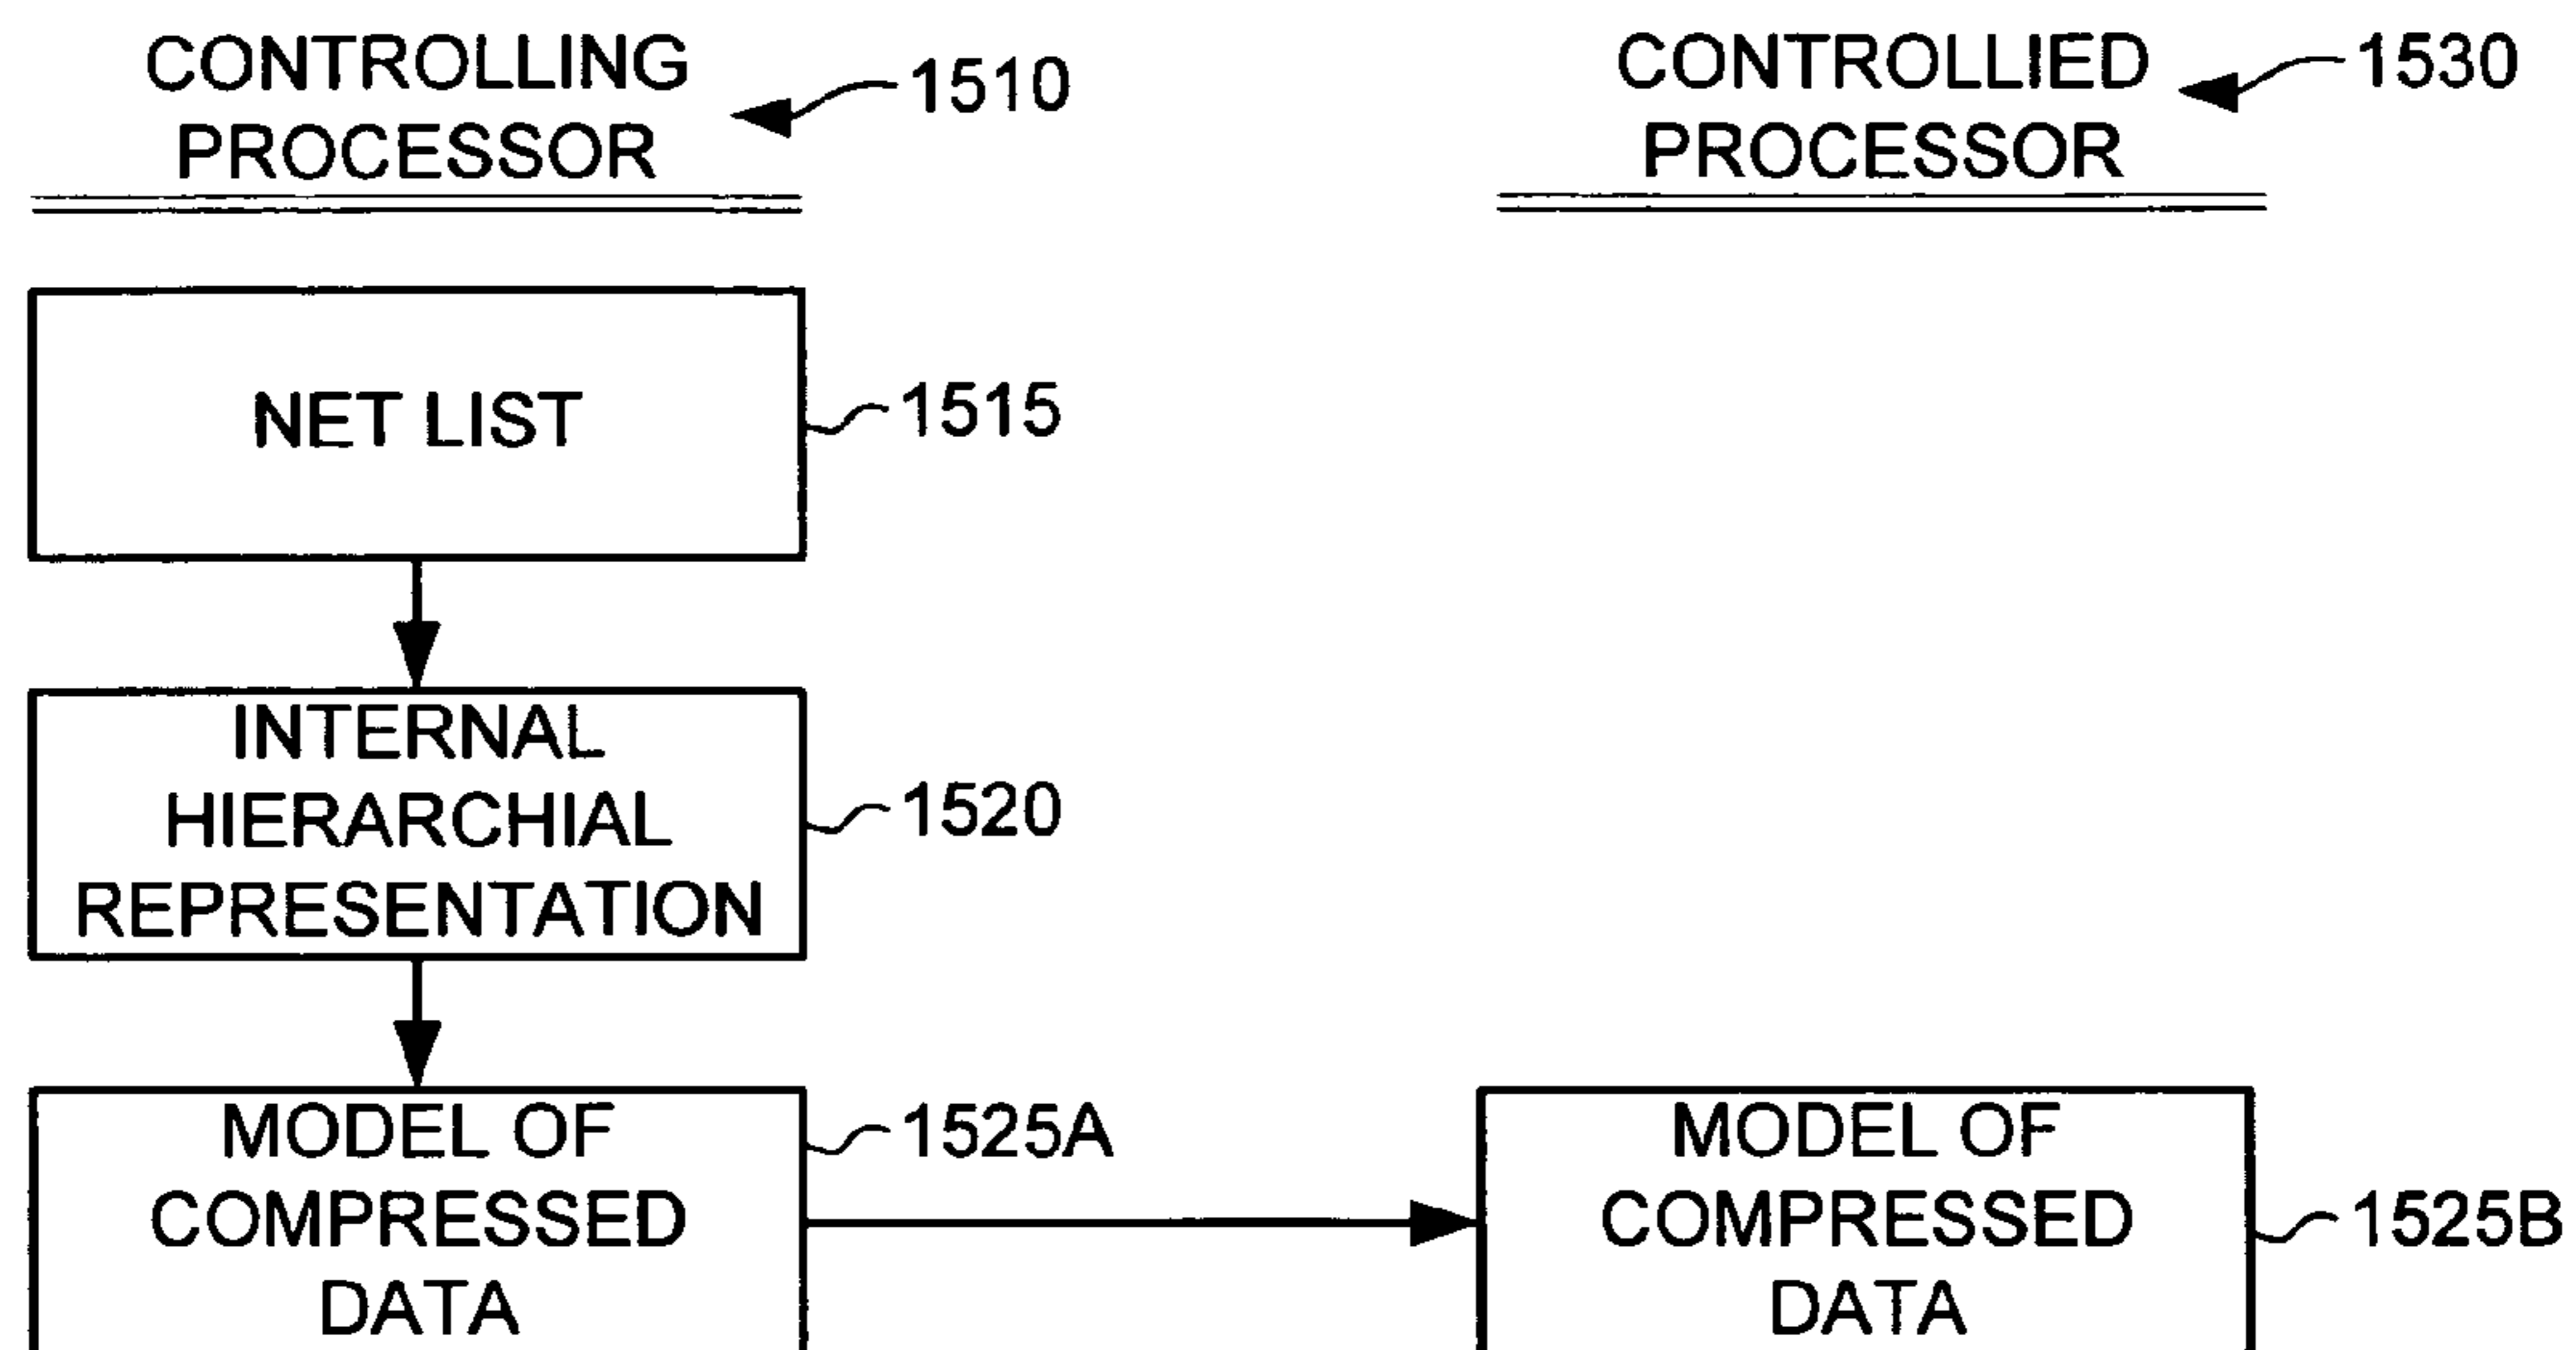 CONTROLLING
PROCESSOR
1510
CONTROLLIED
PROCESSOR
1530
NET LIST
1515
INTERNAL
HIERARCHIAL
REPRESENTATION
1520
MODEL OF
COMPRESSED
DATA
1525A
MODEL OF
COMPRESSED
DATA
1525B